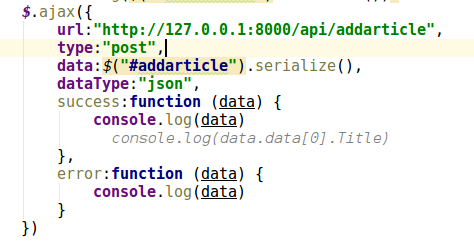 $.ajax({
    url:"http://127.0.0.1:8000/api/addarticle",
    type:"post",
    data:$("#addarticle").serialize(),
    dataType:"json",
    success:function (data) {
        console.log(data)
          console.log(data.data[0].Title)
    },
    error:function (data) {
        console.log(data)
    }
})